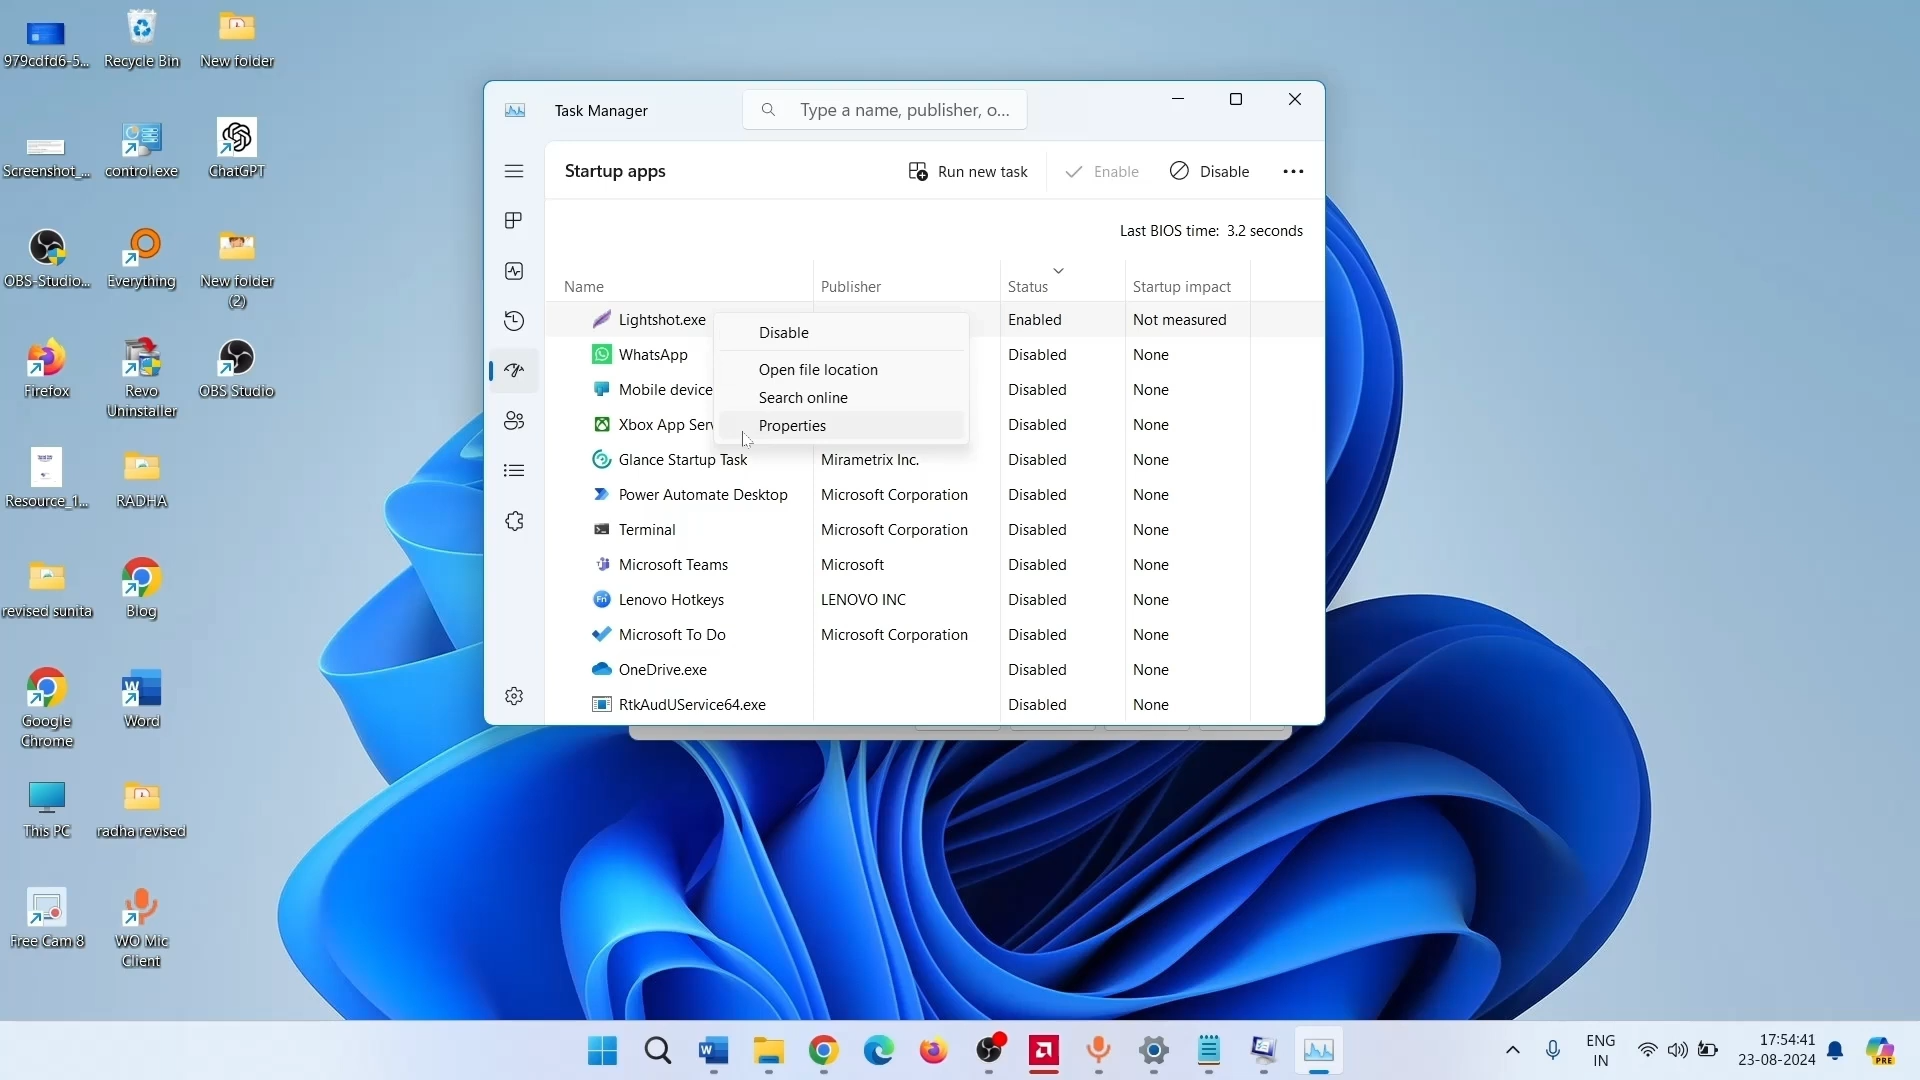 979cdfd6-5...
Recycle Bin
New folder
Screenshot_...
control.exe
ChatGPT
OBS-Studio...
Everything
New folder
(2)
Firefox
Revo
Uninstaller
OBS Studio
Resource_1...
RADHA
revised sunita
Blog
Google
Chrome
Word
This PC
radha revised
Free Cam 8
WO Mic
Client
Task Manager
Type a name, publisher, o...
Startup apps
Run new task
Enable
Disable
Last BIOS time: 3.2 seconds
Name Publisher Status Startup impact
Lightshot.exe Enabled Not measured
WhatsApp Disabled None
Mobile device Disabled None
Xbox App Serv Disabled None
Glance Startup Task Mirametrix Inc. Disabled None
Power Automate Desktop Microsoft Corporation Disabled None
Terminal Microsoft Corporation Disabled None
Microsoft Teams Microsoft Disabled None
Lenovo Hotkeys LENOVO INC Disabled None
Microsoft To Do Microsoft Corporation Disabled None
OneDrive.exe Disabled None
RtkAudUService64.exe Disabled None
Disable
Open file location
Search online
Properties
ENG
IN
17:54:41
23-08-2024
PRE